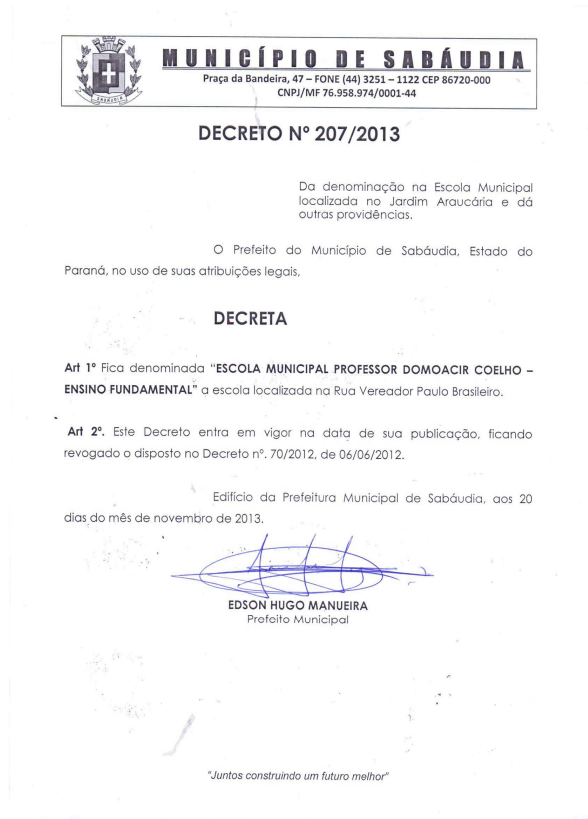 MUNICÍPIO DE SABÁUDIA
Praça da Bandeira, 47 – FONE (44) 3251 – 1122 CEP 86720-000
CNPJ/MF 76.958.974/0001-44
DECRETO Nº 207/2013
Da denominação na Escola Municipal
localizada no Jardim Araucária e dá
outras providências.
O Prefeito do Município de Sabáudia, Estado do
Paraná, no uso de suas atribuições legais,
DECRETA
Art 1º Fica denominada "ESCOLA MUNICIPAL PROFESSOR DOMOACIR COELHO –
ENSINO FUNDAMENTAL" a escola localizada na Rua Vereador Paulo Brasileiro.
Art 2º. Este Decreto entra em vigor na data de sua publicação, ficando
revogado o disposto no Decreto nº. 70/2012, de 06/06/2012.
Edifício da Prefeitura Municipal de Sabáudia, aos 20
dias do mês de novembro de 2013.
EDSON HUGO MANUEIRA
Prefeito Municipal
"Juntos construindo um futuro melhor"